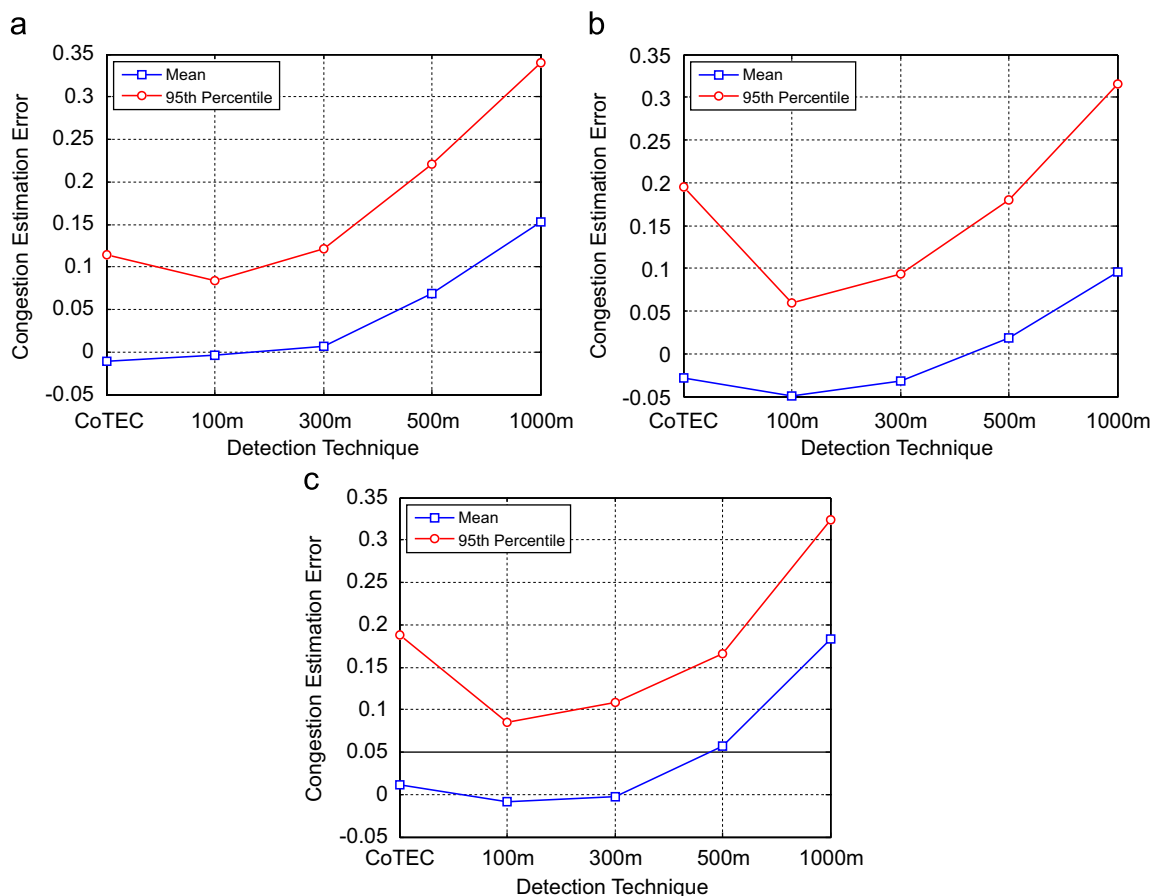 a
Congestion Estimation Error
0.35
0.3
0.25
0.2
0.15
0.1
0.05
0
-0.05
Mean
95th Percentile
CoTEC 100m 300m 500m 1000m
Detection Technique
b
Congestion Estimation Error
0.35
0.3
0.25
0.2
0.15
0.1
0.05
0
-0.05
Mean
95th Percentile
CoTEC 100m 300m 500m 1000m
Detection Technique
c
Congestion Estimation Error
0.35
0.3
0.25
0.2
0.15
0.1
0.05
0
-0.05
Mean
95th Percentile
CoTEC 100m 300m 500m 1000m
Detection Technique